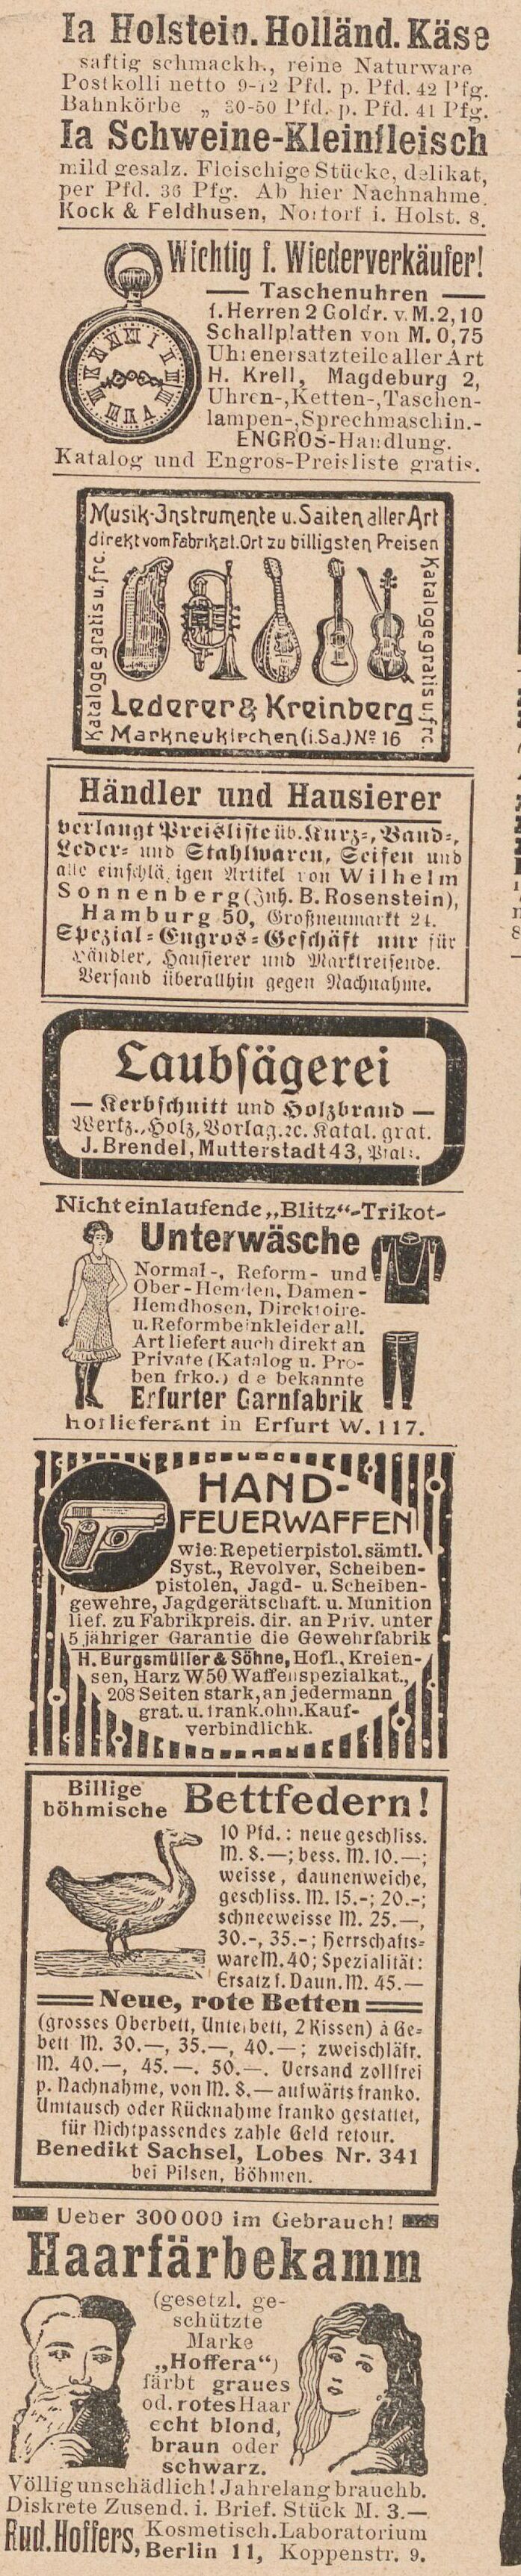 Ia Holstein. Holländ. Käse
saftig schmackh., reine Naturware
Postkolli netto 9-12 Pfd. p. Pfd. 42 Pfg.
Bahnkörbe „ 30-50 Pfd. p. Pfd. 41 Pfg.
Ia Schweine-Kleinfleisch
mild gesalz. Fleischige Stücke, delikat,
per Pfd. 36 Pfg. Ab hier Nachnahme.
Kock & Feldhusen, Nortorf i. Holst. 8.
Wichtig f. Wiederverkäufer!
Taschenuhren
f. Herren 2 Goldr. v. M. 2,10
Schallplatten von M. 0,75
Uhrenersatzteile aller Art
H. Krell, Magdeburg 2,
Uhren-, Ketten-, Taschen-
lampen-, Sprechmaschin.-
ENGROS-Handlung.
Katalog und Engros-Preisliste gratis.
Musik-Instrumente u. Saiten aller Art
direkt vom Fabrikat. Ort zu billigsten Preisen
Kataloge gratis u. frc.
Kataloge gratis u. frc.
Lederer & Kreinberg
Markneukirchen (i. Sa.) Nº 16
Händler und Hausierer
verlangt Preisliste üb. Kurz-, Band-,
Leder- und Stahlwaren, Seifen und
alle einschlägigen Artikel von Wilhelm
Sonnenberg (Inh. B. Rosenstein),
Hamburg 50, Großneumarkt 24.
Spezial-Engros-Geschäft nur für
Händler, Hausierer und Marktreisende.
Versand überallhin gegen Nachnahme.
Laubsägerei
— Kerbschnitt und Holzbrand —
Werkz., Holz, Vorlag. ꝛc. Katal. grat.
J. Brendel, Mutterstadt 43, Pfalz.
Nicht einlaufende „Blitz“-Trikot-
Unterwäsche
Normal-, Reform- und
Ober-Hemden, Damen-
Hemdhosen, Direktoire-
u. Reformbeinkleider all.
Art liefert auch direkt an
Private (Katalog u. Pro-
ben frko.) die bekannte
Erfurter Garnfabrik
Hoflieferant in Erfurt W. 117.
HAND-
FEUERWAFFEN
wie: Repetierpistol. sämtl.
Syst., Revolver, Scheiben-
pistolen, Jagd- u. Scheiben-
gewehre, Jagdgerätschaft. u. Munition
lief. zu Fabrikpreis. dir. an Priv. unter
5 jähriger Garantie die Gewehrfabrik
H. Burgsmüller & Söhne, Hofl., Kreien-
sen, Harz W 50 Waffenspezialkat.,
208 Seiten stark, an jedermann
grat. u. frank. ohn. Kauf-
verbindlichk.
Billige
böhmische Bettfedern!
10 Pfd.: neue geschliss.
M. 8.—; bess. M. 10.—;
weisse, daunenweiche,
geschliss. M. 15.-; 20.-;
schneeweisse M. 25.—,
30.-, 35.-; Herrschafts-
ware M. 40; Spezialität:
Ersatz f. Daun. M. 45.—
Neue, rote Betten
(grosses Oberbett, Unterbett, 2 Kissen) à Ge-
bett M. 30.—, 35.—, 40.—; zweischläfr.
M. 40.—, 45.—. 50.—. Versand zollfrei
p. Nachnahme, von M. 8.— aufwärts franko.
Umtausch oder Rücknahme franko gestattet,
für Nichtpassendes zahle Geld retour.
Benedikt Sachsel, Lobes Nr. 341
bei Pilsen, Böhmen.
Ueber 300000 im Gebrauch!
Haarfärbekamm
(gesetzl. ge-
schützte
Marke
„Hoffera“)
färbt graues
od. rotes Haar
echt blond,
braun oder
schwarz.
Völlig unschädlich! Jahrelang brauchb.
Diskrete Zusend. i. Brief. Stück M. 3.—.
Rud. Hoffers, Kosmetisch. Laboratorium
Berlin 11, Koppenstr. 9.